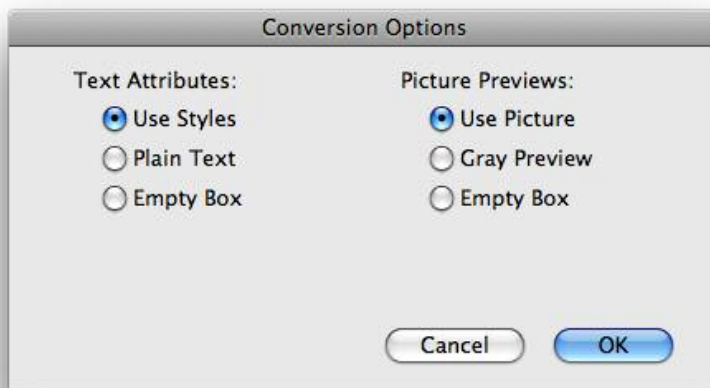 Conversion Options
Text Attributes:
Use Styles
Plain Text
Empty Box
Picture Previews:
Use Picture
Gray Preview
Empty Box
Cancel
OK